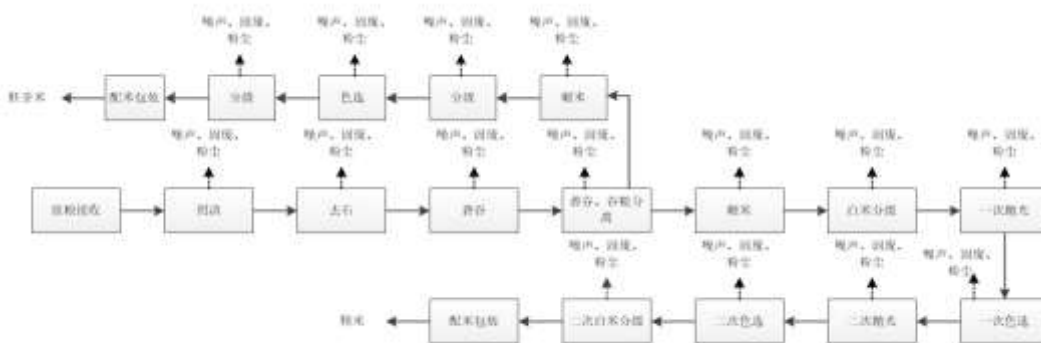 噪声、固废、粉尘
噪声、固废、粉尘
噪声、固废、粉尘
噪声、固废、粉尘
配米包放
分级
色选
分级
碾米
噪声、固废、粉尘
噪声、固废、粉尘
噪声、固废、粉尘
噪声、固废、粉尘
噪声、固废、粉尘
噪声、固废、粉尘
噪声、固废、粉尘
原粮接收
去石
砻谷
砻谷、谷糙分离
碾米
白米分级
一次抛光
噪声、固废、粉尘
噪声、固废、粉尘
噪声、固废、粉尘
噪声、固废、粉尘
配米包放
二次白米分级
二次色选
二次抛光
一次色选